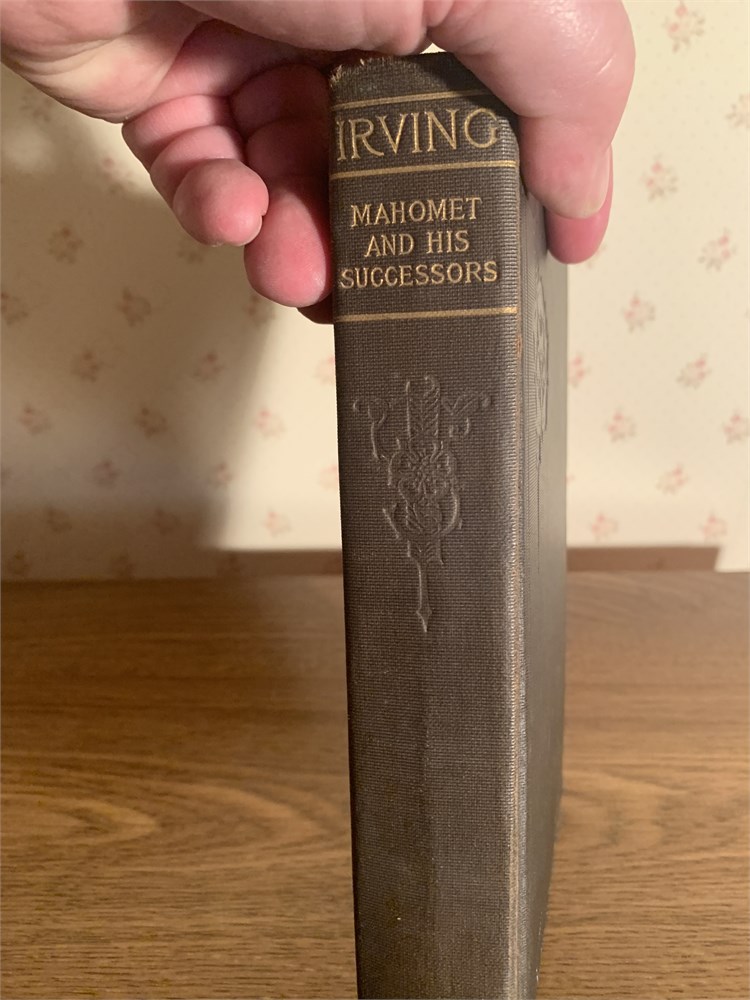 IRVING
MAHOMET
AND HIS
SUCCESSORS